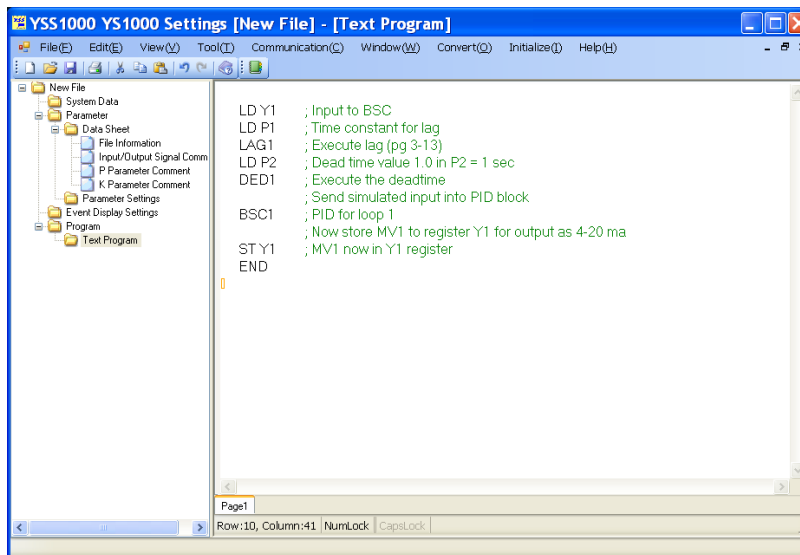 YSS1000 YS1000 Settings [New File] - [Text Program]
File(F) Edit(E) View(V) Tool(T) Communication(C) Window(W) Convert(O) Initialize(I) Help(H)
New File
System Data
Parameter
Data Sheet
File Information
Input/Output Signal Comm
P Parameter Comment
K Parameter Comment
Parameter Settings
Event Display Settings
Program
Text Program
LD Y1 ; Input to BSC
LD P1 ; Time constant for lag
LAG1 ; Execute lag (pg 3-13)
LD P2 ; Dead time value 1.0 in P2 = 1 sec
DED1 ; Execute the deadtime
; Send simulated input into PID block
BSC1 ; PID for loop 1
; Now store MV1 to register Y1 for output as 4-20 ma
ST Y1 ; MV1 now in Y1 register
END
Page1
Row:10, Column:41 NumLock CapsLock